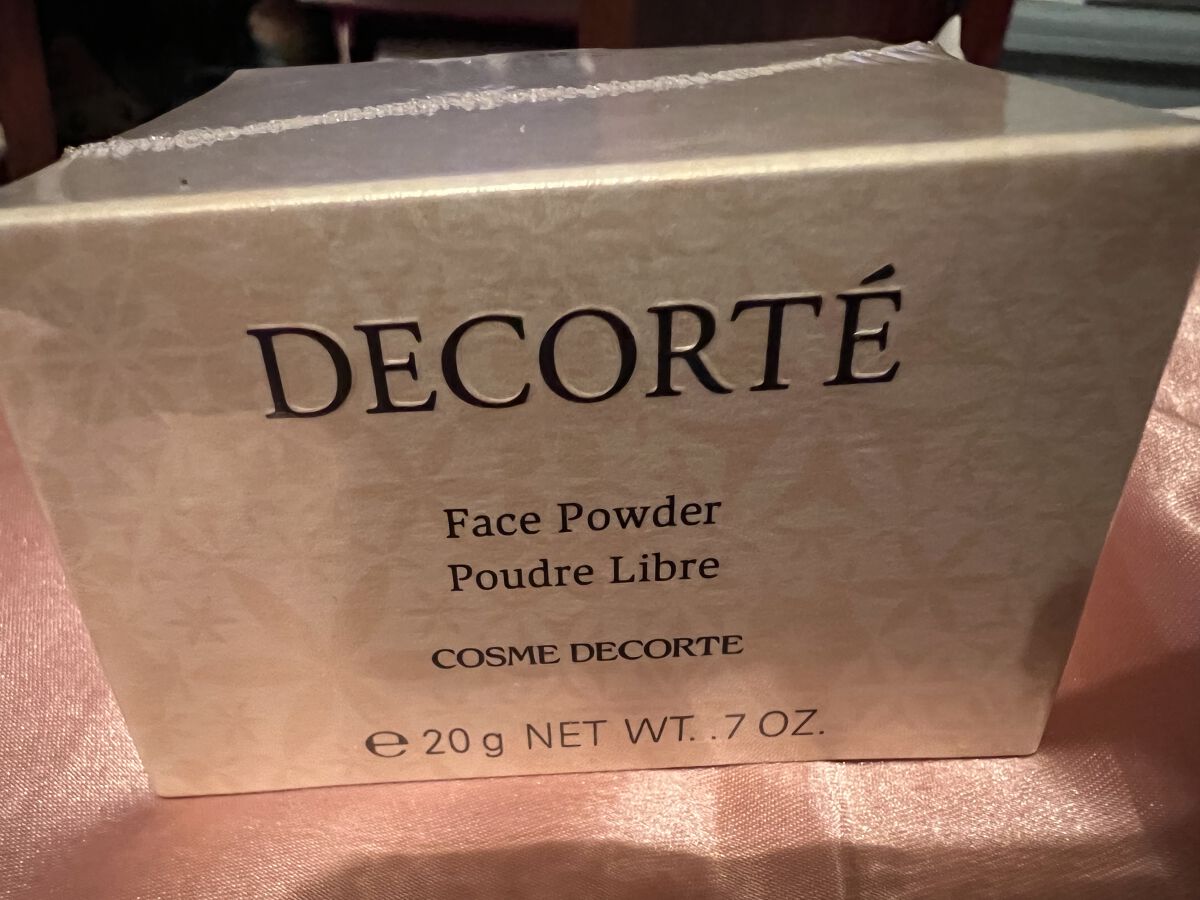 DECORTÉ
Face Powder
Poudre Libre
COSME DECORTE
℮ 20 g NET WT. .7 OZ.